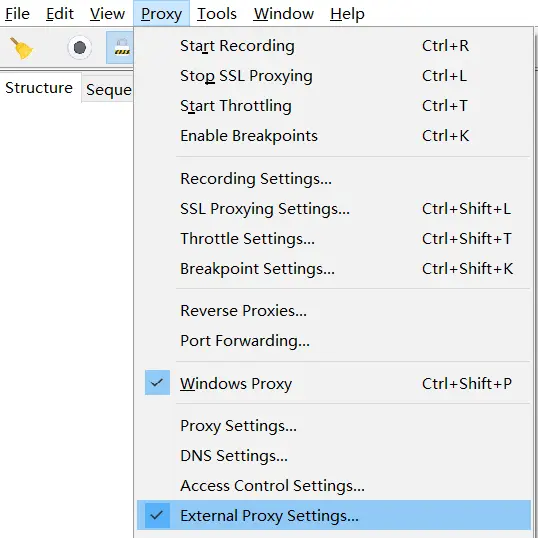 File Edit View Proxy Tools Window Help
Structure Seque
Start Recording Ctrl+R
Stop SSL Proxying Ctrl+L
Start Throttling Ctrl+T
Enable Breakpoints Ctrl+K
Recording Settings...
SSL Proxying Settings... Ctrl+Shift+L
Throttle Settings... Ctrl+Shift+T
Breakpoint Settings... Ctrl+Shift+K
Reverse Proxies...
Port Forwarding...
Windows Proxy Ctrl+Shift+P
Proxy Settings...
DNS Settings...
Access Control Settings...
External Proxy Settings...